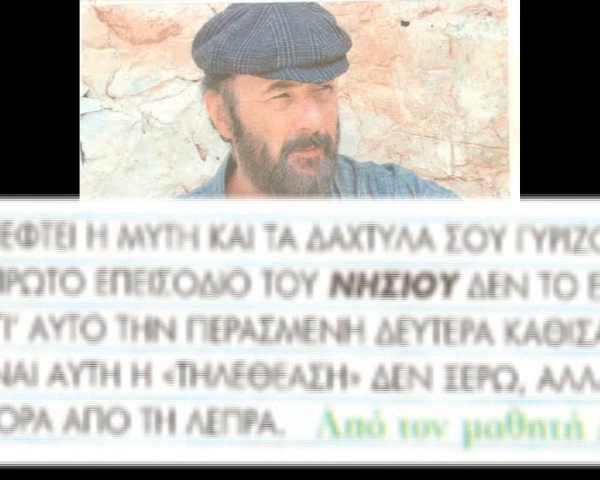 ΕΦΤΕΙ Η ΜΥΤΗ ΚΑΙ ΤΑ ΔΑΧΤΥΛΑ ΣΟΥ ΓΥΡΙΖΟ
ΠΡΩΤΟ ΕΠΕΙΣΟΔΙΟ ΤΟΥ ΝΗΣΙΟΥ ΔΕΝ ΤΟ Ε
ΓΙ' ΑΥΤΟ ΤΗΝ ΠΕΡΑΣΜΕΝΗ ΔΕΥΤΕΡΑ ΚΑΘΙΣΑ
ΝΑΙ ΑΥΤΗ Η «ΤΗΛΕΘΕΑΣΗ» ΔΕΝ ΞΕΡΩ, ΑΛΛ
ΟΡΑ ΑΠΟ ΤΗ ΛΕΠΡΑ. Από τον μαθητή